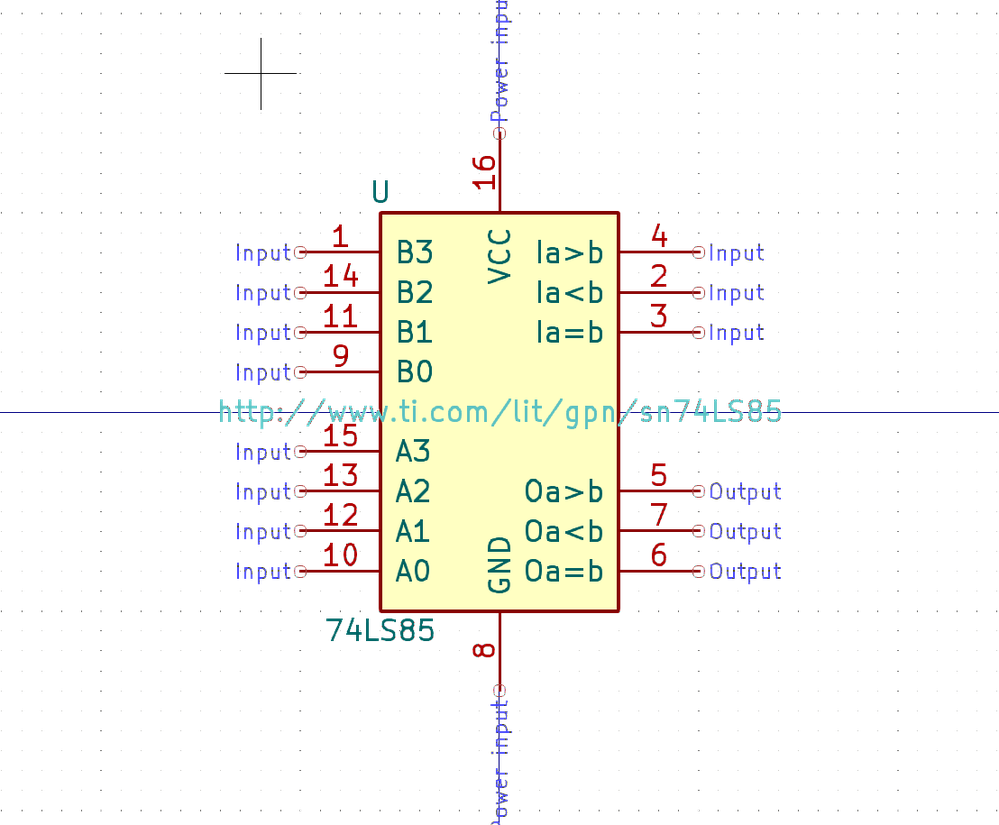 Power input
16
U
VCC
Input 1 B3
Ia>b 4 Input
Input 14 B2
Ia<b 2 Input
Input 11 B1
Ia=b 3 Input
Input 9 B0
http://www.ti.com/lit/gpn/sn74LS85
Input 15 A3
Input 13 A2
Oa>b 5 Output
Input 12 A1
Oa<b 7 Output
Input 10 A0
Oa=b 6 Output
GND
74LS85
8
Power input